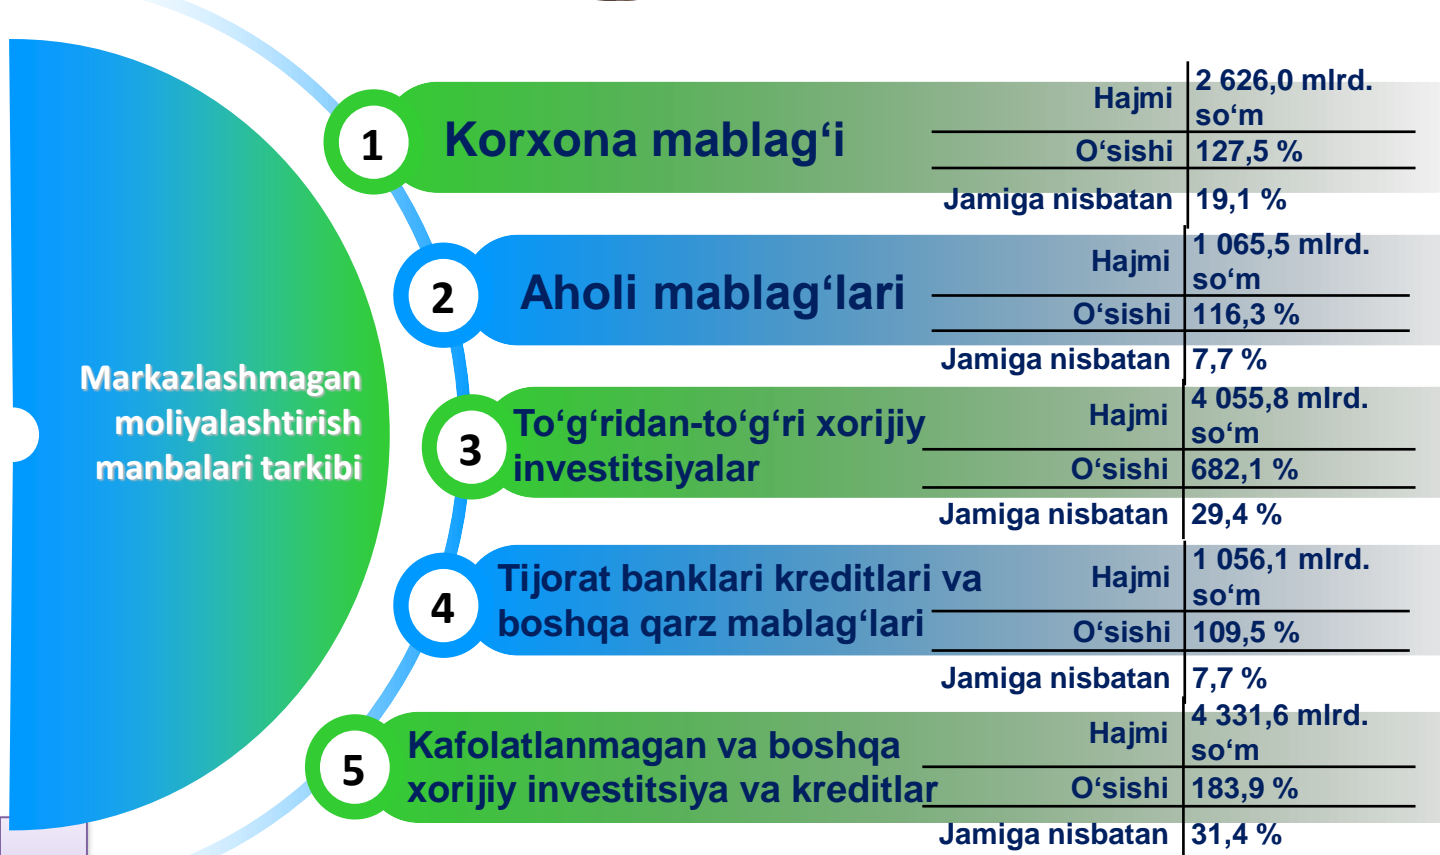 Markazlashmagan
moliyalashtirish
manbalari tarkibi
1
Korxona mablag‘i
Hajmi
2 626,0 mlrd.
so‘m
O‘sishi
127,5 %
Jamiga nisbatan
19,1 %
2
Aholi mablag‘lari
Hajmi
1 065,5 mlrd.
so‘m
O‘sishi
116,3 %
Jamiga nisbatan
7,7 %
3
To‘g‘ridan-to‘g‘ri xorijiy
investitsiyalar
Hajmi
4 055,8 mlrd.
so‘m
O‘sishi
682,1 %
Jamiga nisbatan
29,4 %
4
Tijorat banklari kreditlari va
boshqa qarz mablag‘lari
Hajmi
1 056,1 mlrd.
so‘m
O‘sishi
109,5 %
Jamiga nisbatan
7,7 %
5
Kafolatlanmagan va boshqa
xorijiy investitsiya va kreditlar
Hajmi
4 331,6 mlrd.
so‘m
O‘sishi
183,9 %
Jamiga nisbatan
31,4 %